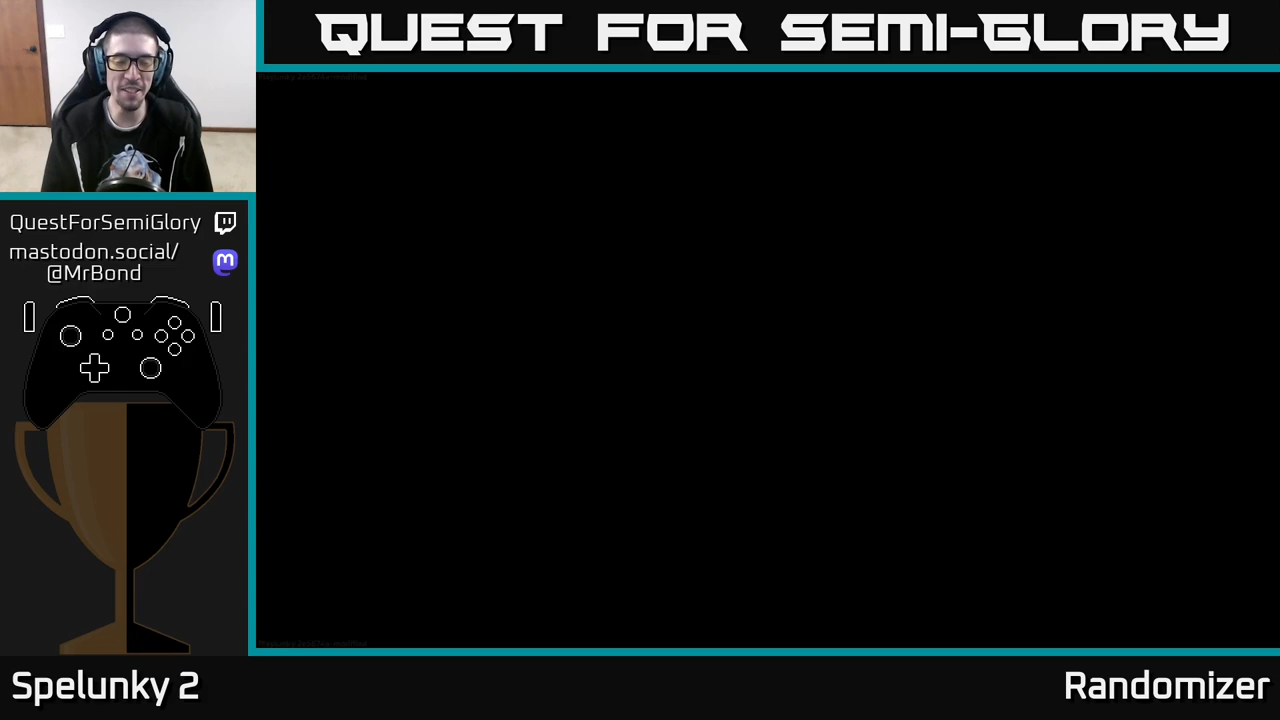 QUEST FOR SEMI-GLORY
QuestForSemiGlory
mastodon.social/
@MrBond
Spelunky 2
Randomizer